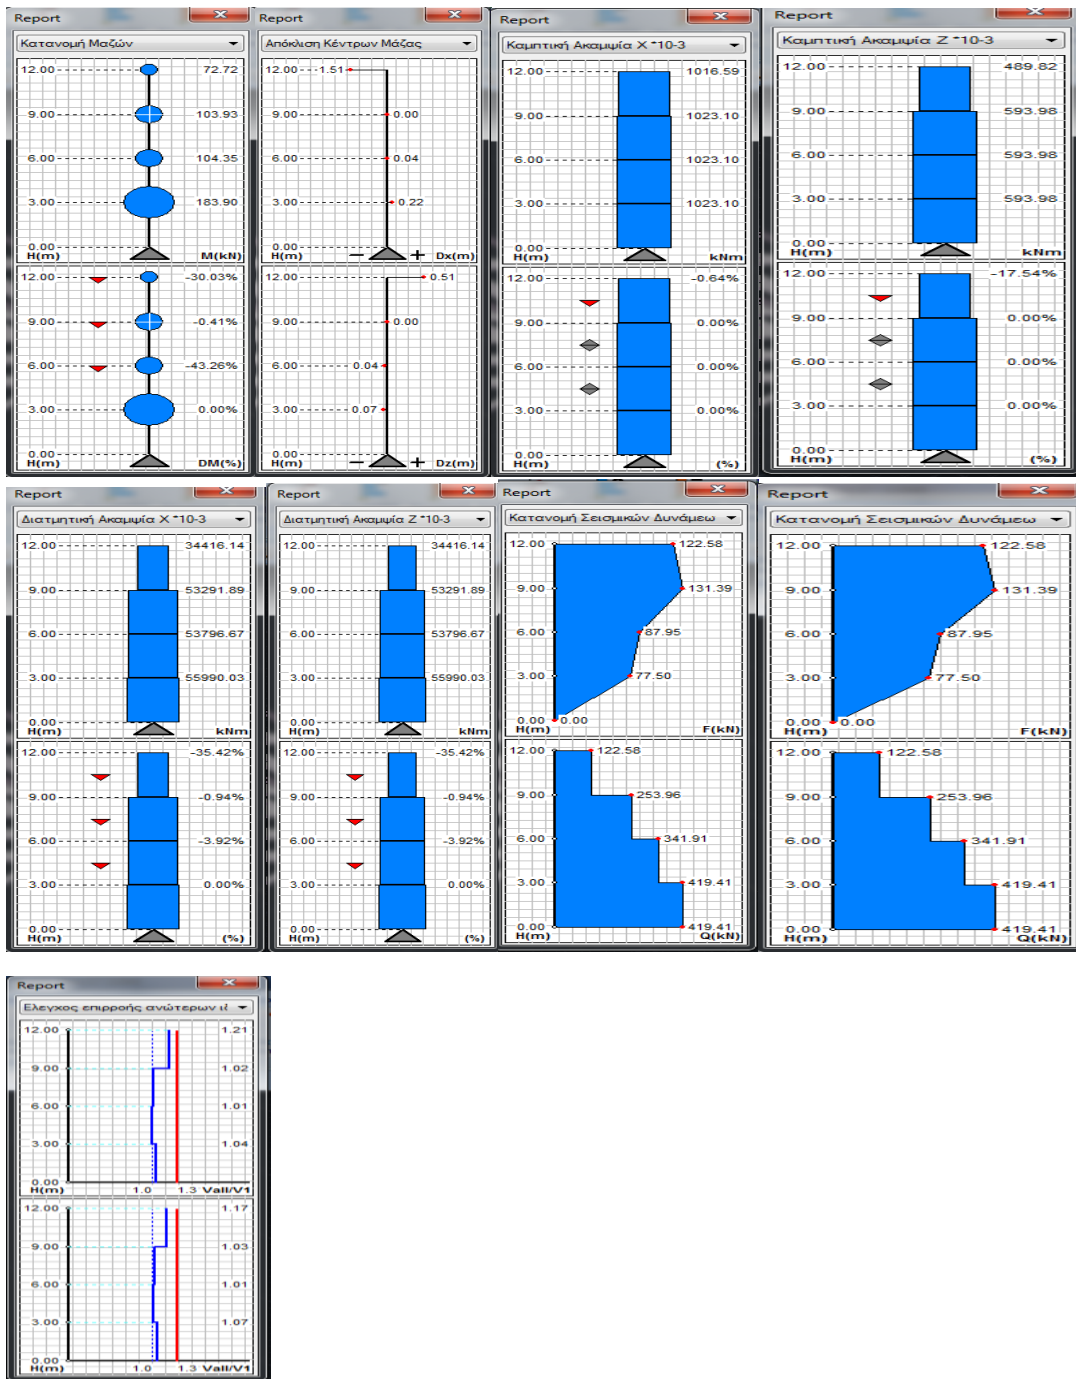 Report
Κατανομή Μαζών
12.00 72.72
9.00 103.93
6.00 104.35
3.00 183.90
0.00
H(m) M(kN)
12.00 -30.03%
9.00 -0.41%
6.00 -43.26%
3.00 0.00%
0.00
H(m) DM(%)
Report
Απόκλιση Κέντρων Μάζας
12.00 -1.51
9.00 0.00
6.00 0.04
3.00 0.22
0.00
H(m) − + Dx(m)
12.00 0.51
9.00 0.00
6.00 0.04
3.00 0.07
0.00
H(m) − + Dz(m)
Report
Καμπτική Ακαμψία X *10-3
12.00 1016.59
9.00 1023.10
6.00 1023.10
3.00 1023.10
0.00
H(m) kNm
12.00 -0.64%
9.00 0.00%
6.00 0.00%
3.00 0.00%
0.00
H(m) (%)
Report
Καμπτική Ακαμψία Z *10-3
12.00 489.82
9.00 593.98
6.00 593.98
3.00 593.98
0.00
H(m) kNm
12.00 -17.54%
9.00 0.00%
6.00 0.00%
3.00 0.00%
0.00
H(m) (%)
Report
Διατμητική Ακαμψία X *10-3
12.00 34416.14
9.00 53291.89
6.00 53796.67
3.00 55990.03
0.00
H(m) kNm
12.00 -35.42%
9.00 -0.94%
6.00 -3.92%
3.00 0.00%
0.00
H(m) (%)
Report
Διατμητική Ακαμψία Z *10-3
12.00 34416.14
9.00 53291.89
6.00 53796.67
3.00 55990.03
0.00
H(m) kNm
12.00 -35.42%
9.00 -0.94%
6.00 -3.92%
3.00 0.00%
0.00
H(m) (%)
Report
Κατανομή Σεισμικών Δυνάμεω
12.00 122.58
9.00 131.39
6.00 87.95
3.00 77.50
0.00 0.00
H(m) F(kN)
12.00 122.58
9.00 253.96
6.00 341.91
3.00 419.41
0.00 419.41
H(m) Q(kN)
Report
Κατανομή Σεισμικών Δυνάμεω
12.00 122.58
9.00 131.39
6.00 87.95
3.00 77.50
0.00 0.00
H(m) F(kN)
12.00 122.58
9.00 253.96
6.00 341.91
3.00 419.41
0.00 419.41
H(m) Q(kN)
Report
Ελεγχος επιρροής ανώτερων ιί
12.00 1.21
9.00 1.02
6.00 1.01
3.00 1.04
0.00
H(m) 1.0 1.3 Vall/V1
12.00 1.17
9.00 1.03
6.00 1.01
3.00 1.07
0.00
H(m) 1.0 1.3 Vall/V1